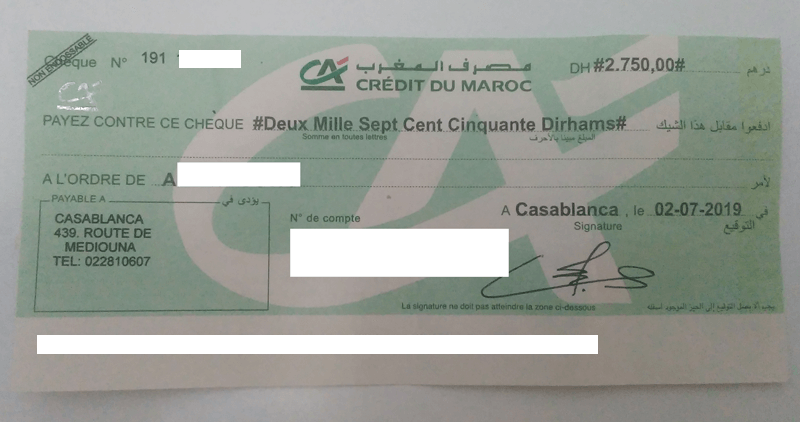 NON ENDOSSABLE
Chèque N° 191
CA
مصرف المغرب
CRÉDIT DU MAROC
DH #2.750,00# درهم
PAYEZ CONTRE CE CHÈQUE #Deux Mille Sept Cent Cinquante Dirhams# ادفعوا مقابل هذا الشيك
Somme en toutes lettres المبلغ مبينا بالأحرف
A L'ORDRE DE A لأمر
PAYABLE A يؤدى في
CASABLANCA
439. ROUTE DE
MEDIOUNA
TEL: 022810607
N° de compte
A Casablanca , le 02-07-2019 في
Signature التوقيع
La signature ne doit pas atteindre la zone ci-dessous